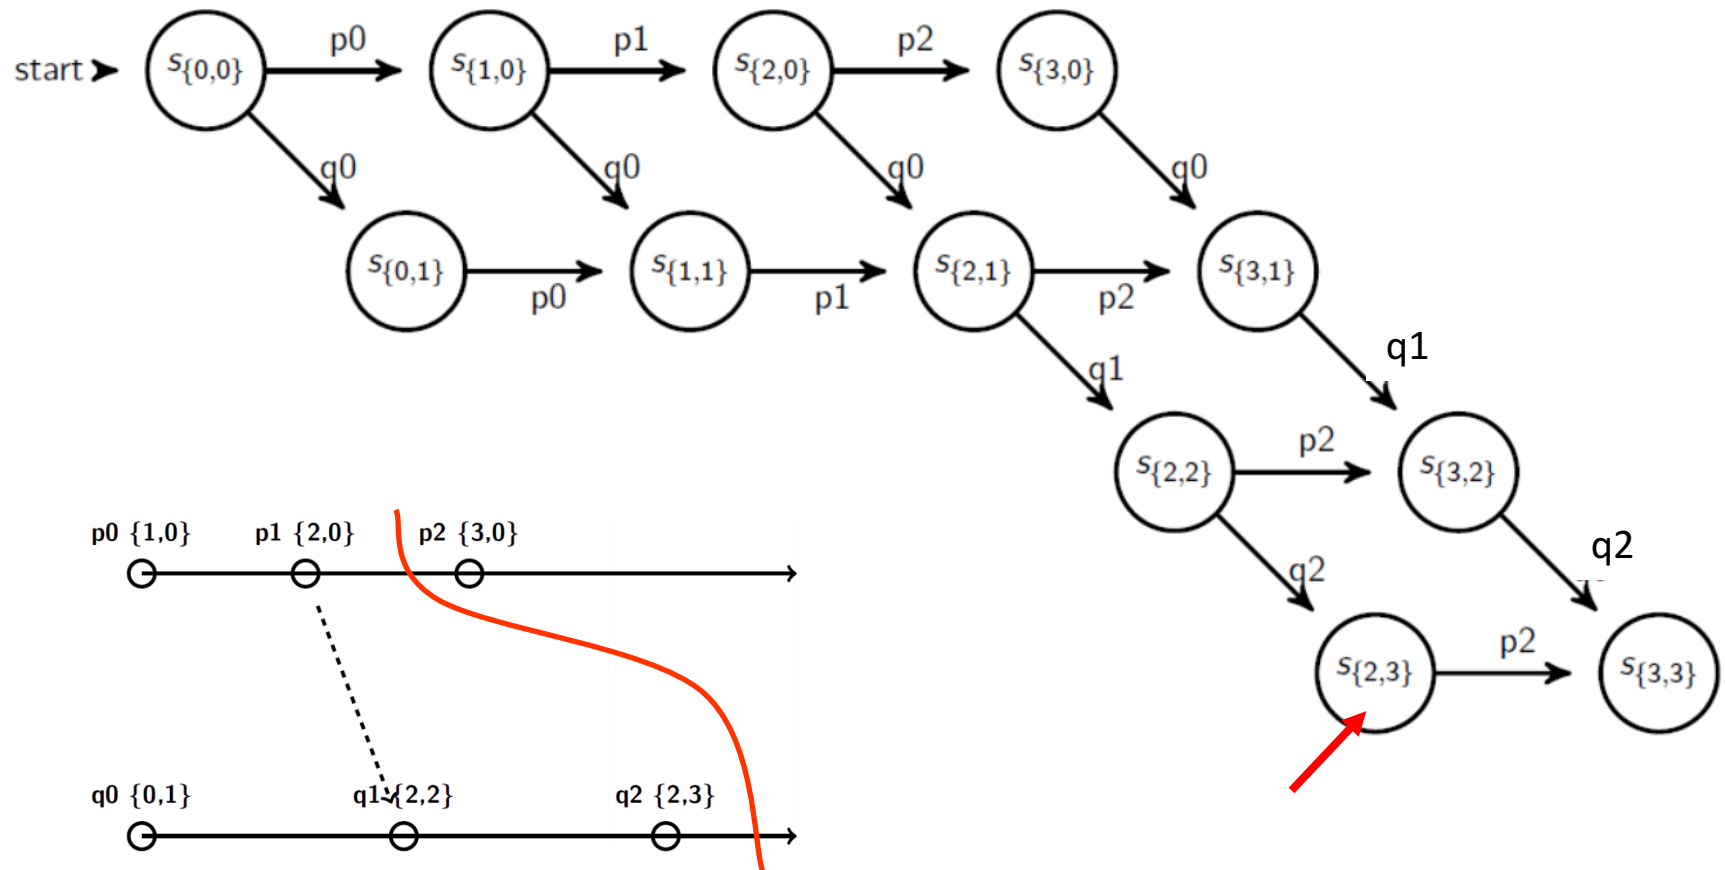 p0 p1 p2
start S{0,0} S{1,0} S{2,0} S{3,0}
q0 q0 q0 q0
S{0,1} S{1,1} S{2,1} S{3,1}
p0 p1 p2
q1 q1
p2
S{2,2} S{3,2}
p0 {1,0} p1 {2,0} p2 {3,0}
q2 q2
p2
S{2,3} S{3,3}
q0 {0,1} q1 {2,2} q2 {2,3}